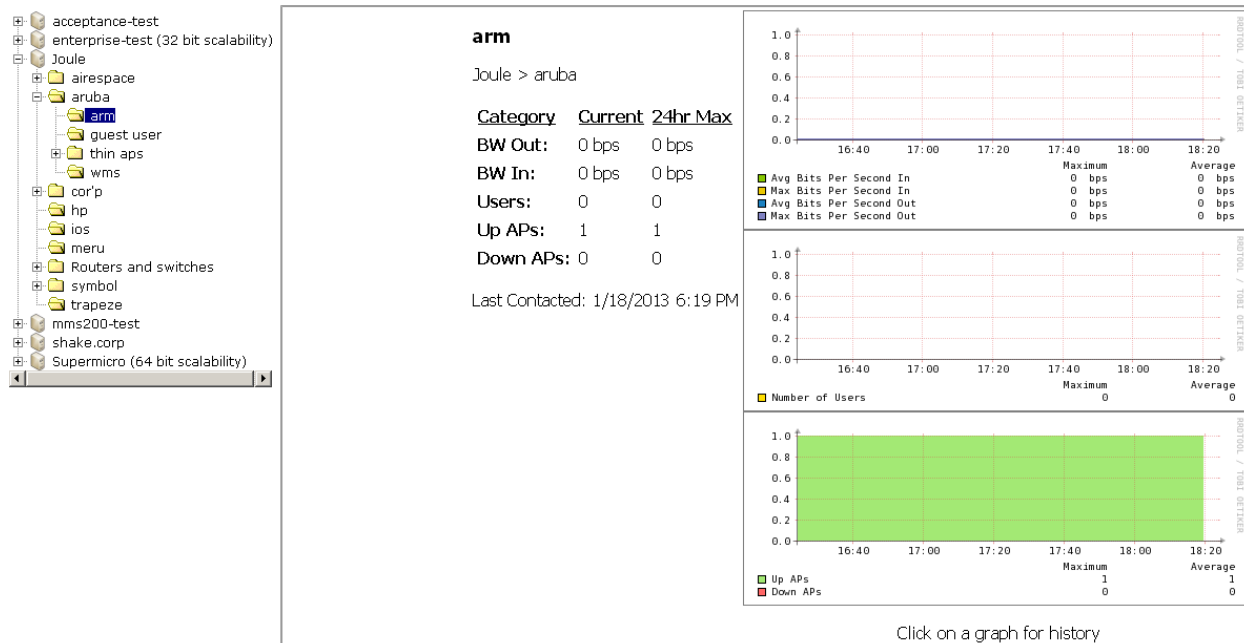 acceptance-test
enterprise-test (32 bit scalability)
Joule
airespace
aruba
arm
guest user
thin aps
wms
cor'p
hp
ios
meru
Routers and switches
symbol
trapeze
mms200-test
shake.corp
Supermicro (64 bit scalability)
arm
Joule > aruba
Category Current 24hr Max
BW Out: 0 bps 0 bps
BW In: 0 bps 0 bps
Users: 0 0
Up APs: 1 1
Down APs: 0 0
Last Contacted: 1/18/2013 6:19 PM
RRDTOOL / TOBI OETIKER
1.0
0.8
0.6
0.4
0.2
0.0
16:40 17:00 17:20 17:40 18:00 18:20
Maximum Average
Avg Bits Per Second In 0 bps 0 bps
Max Bits Per Second In 0 bps 0 bps
Avg Bits Per Second Out 0 bps 0 bps
Max Bits Per Second Out 0 bps 0 bps
RRDTOOL / TOBI OETIKER
1.0
0.8
0.6
0.4
0.2
0.0
16:40 17:00 17:20 17:40 18:00 18:20
Maximum Average
Number of Users 0 0
RRDTOOL / TOBI OETIKER
1.0
0.8
0.6
0.4
0.2
0.0
16:40 17:00 17:20 17:40 18:00 18:20
Maximum Average
Up APs 1 1
Down APs 0 0
Click on a graph for history